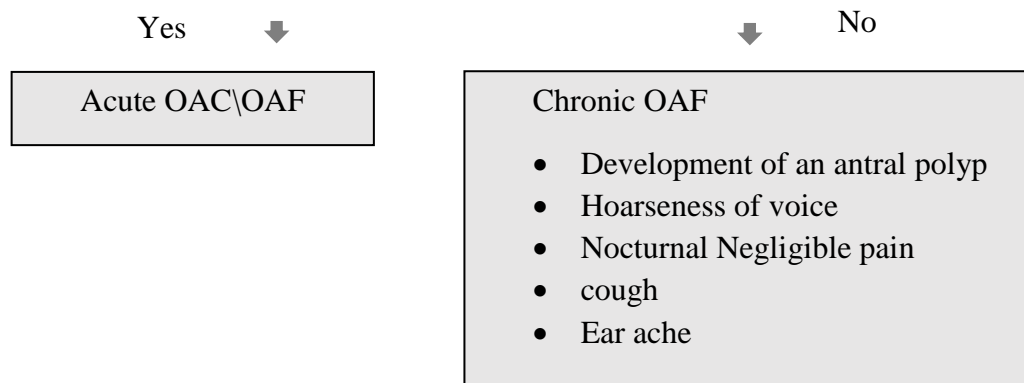 Yes
No
Acute OAC\OAF
Chronic OAF
• Development of an antral polyp
• Hoarseness of voice
• Nocturnal Negligible pain
• cough
• Ear ache